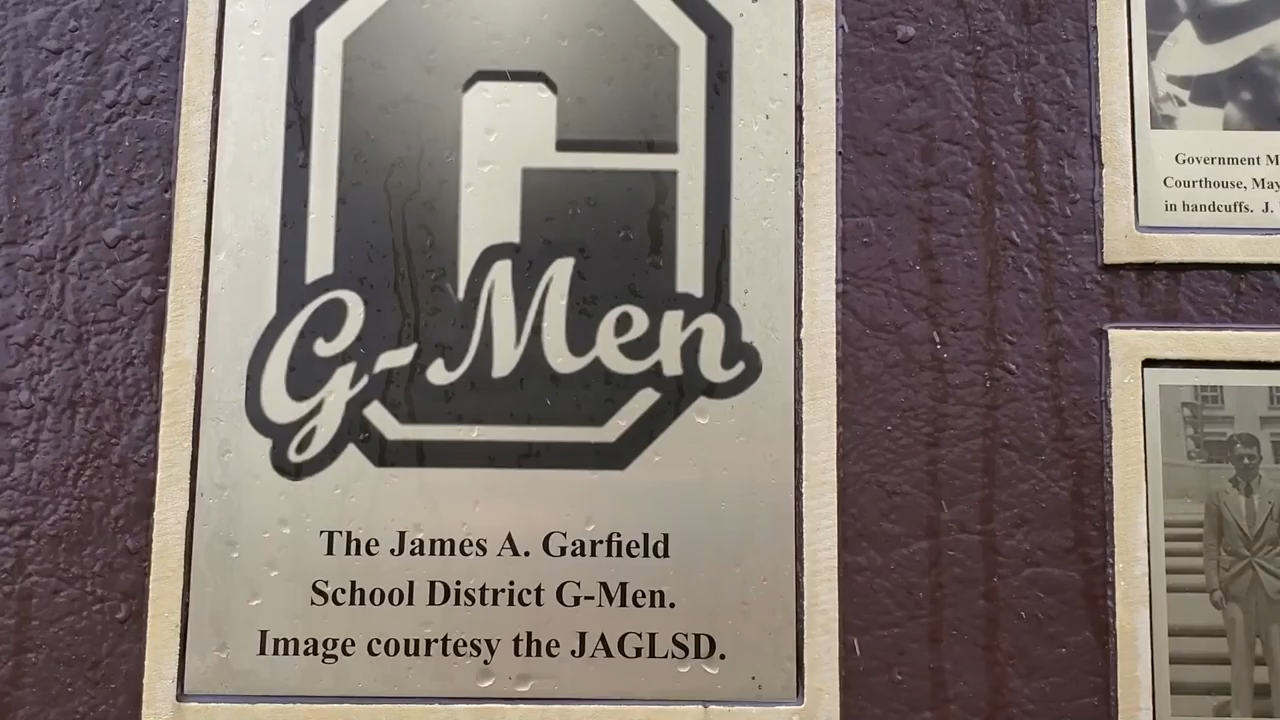 G-Men
The James A. Garfield
School District G-Men.
Image courtesy the JAGLSD.
Government M
Courthouse, May
in handcuffs. J.